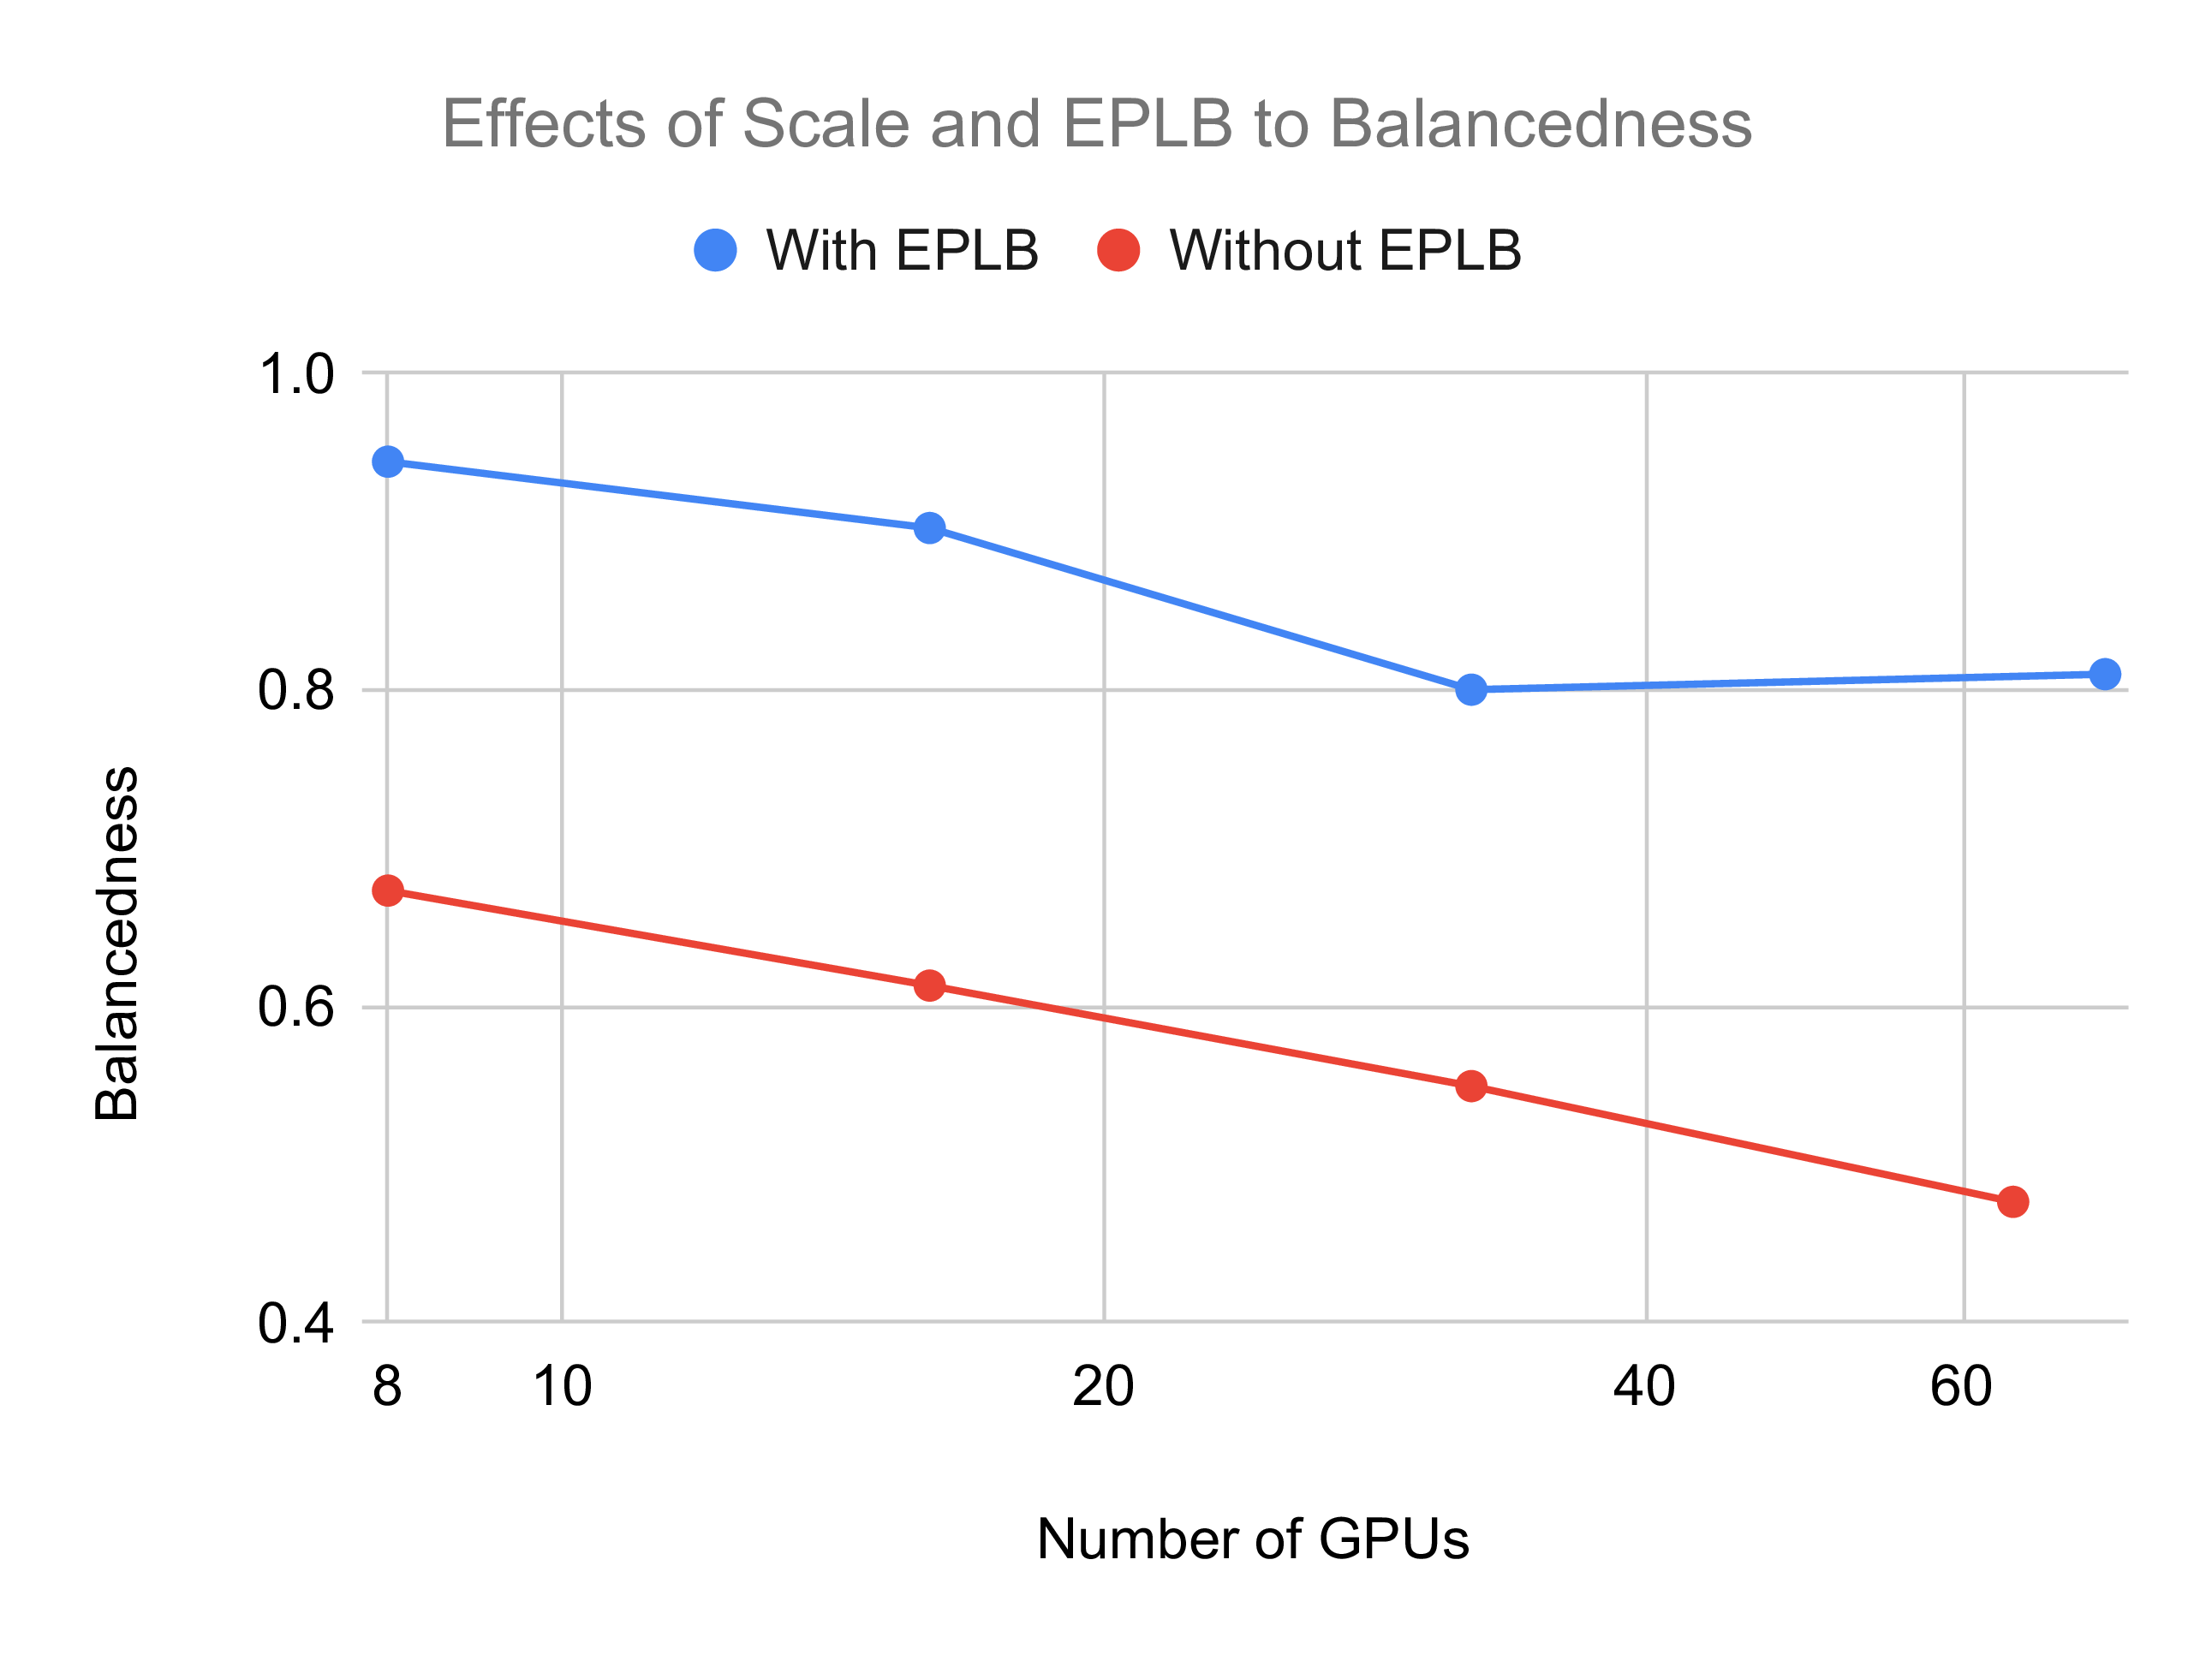 Effects of Scale and EPLB to Balancedness
With EPLB
Without EPLB
1.0
0.8
0.6
0.4
Balancedness
8
10
20
40
60
Number of GPUs